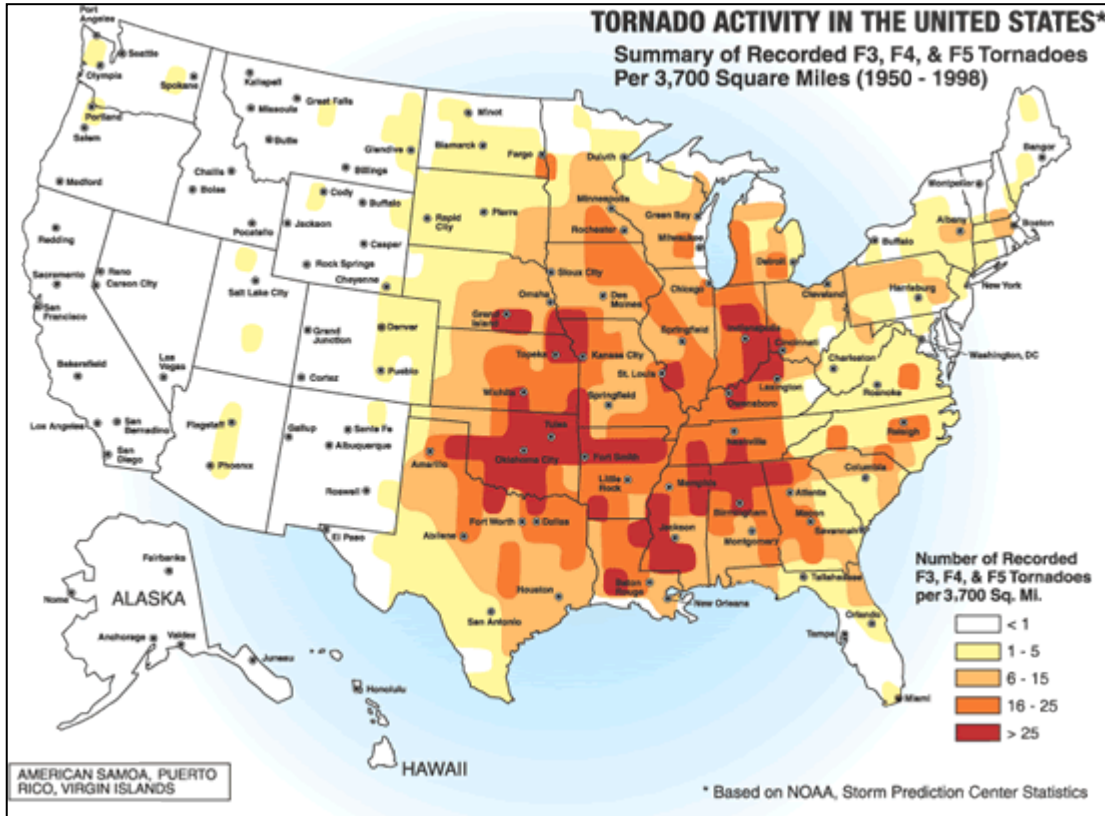 TORNADO ACTIVITY IN THE UNITED STATES*
Summary of Recorded F3, F4, & F5 Tornadoes
Per 3,700 Square Miles (1950 - 1998)
Port
Angeles
Seattle
Olympia
Spokane
Portland
Salem
Medford
Kalispell
Great Falls
Missoula
Butte
Glendive
Billings
Challis
Boise
Pocatello
Cody
Buffalo
Jackson
Casper
Rock Springs
Cheyenne
Minot
Bismarck
Fargo
Rapid
City
Pierre
Duluth
Minneapolis
Rochester
Green Bay
Milwaukee
Sioux City
Des
Moines
Omaha
Grand
Island
Chicago
Detroit
Springfield
Indianapolis
Cincinnati
Cleveland
Buffalo
Albany
Montpelier
Bangor
Boston
New York
Harrisburg
Washington, DC
Charleston
Roanoke
Lexington
Owensboro
Redding
Sacramento
San
Francisco
Reno
Carson City
Bakersfield
Las
Vegas
Los Angeles
San
Bernadino
San
Diego
Salt Lake City
Grand
Junction
Cortez
Denver
Pueblo
Flagstaff
Phoenix
Gallup
Santa Fe
Albuquerque
Roswell
El Paso
Topeka
Kansas City
St. Louis
Wichita
Springfield
Tulsa
Oklahoma City
Fort Smith
Amarillo
Little
Rock
Memphis
Nashville
Raleigh
Columbia
Atlanta
Macon
Savannah
Birmingham
Montgomery
Jackson
Fort Worth
Dallas
Abilene
Houston
San Antonio
Baton
Rouge
New Orleans
Tallahassee
Orlando
Tampa
Miami
Fairbanks
Nome
ALASKA
Anchorage
Valdez
Juneau
Honolulu
HAWAII
AMERICAN SAMOA, PUERTO
RICO, VIRGIN ISLANDS
Number of Recorded
F3, F4, & F5 Tornadoes
per 3,700 Sq. Mi.
< 1
1 - 5
6 - 15
16 - 25
> 25
* Based on NOAA, Storm Prediction Center Statistics